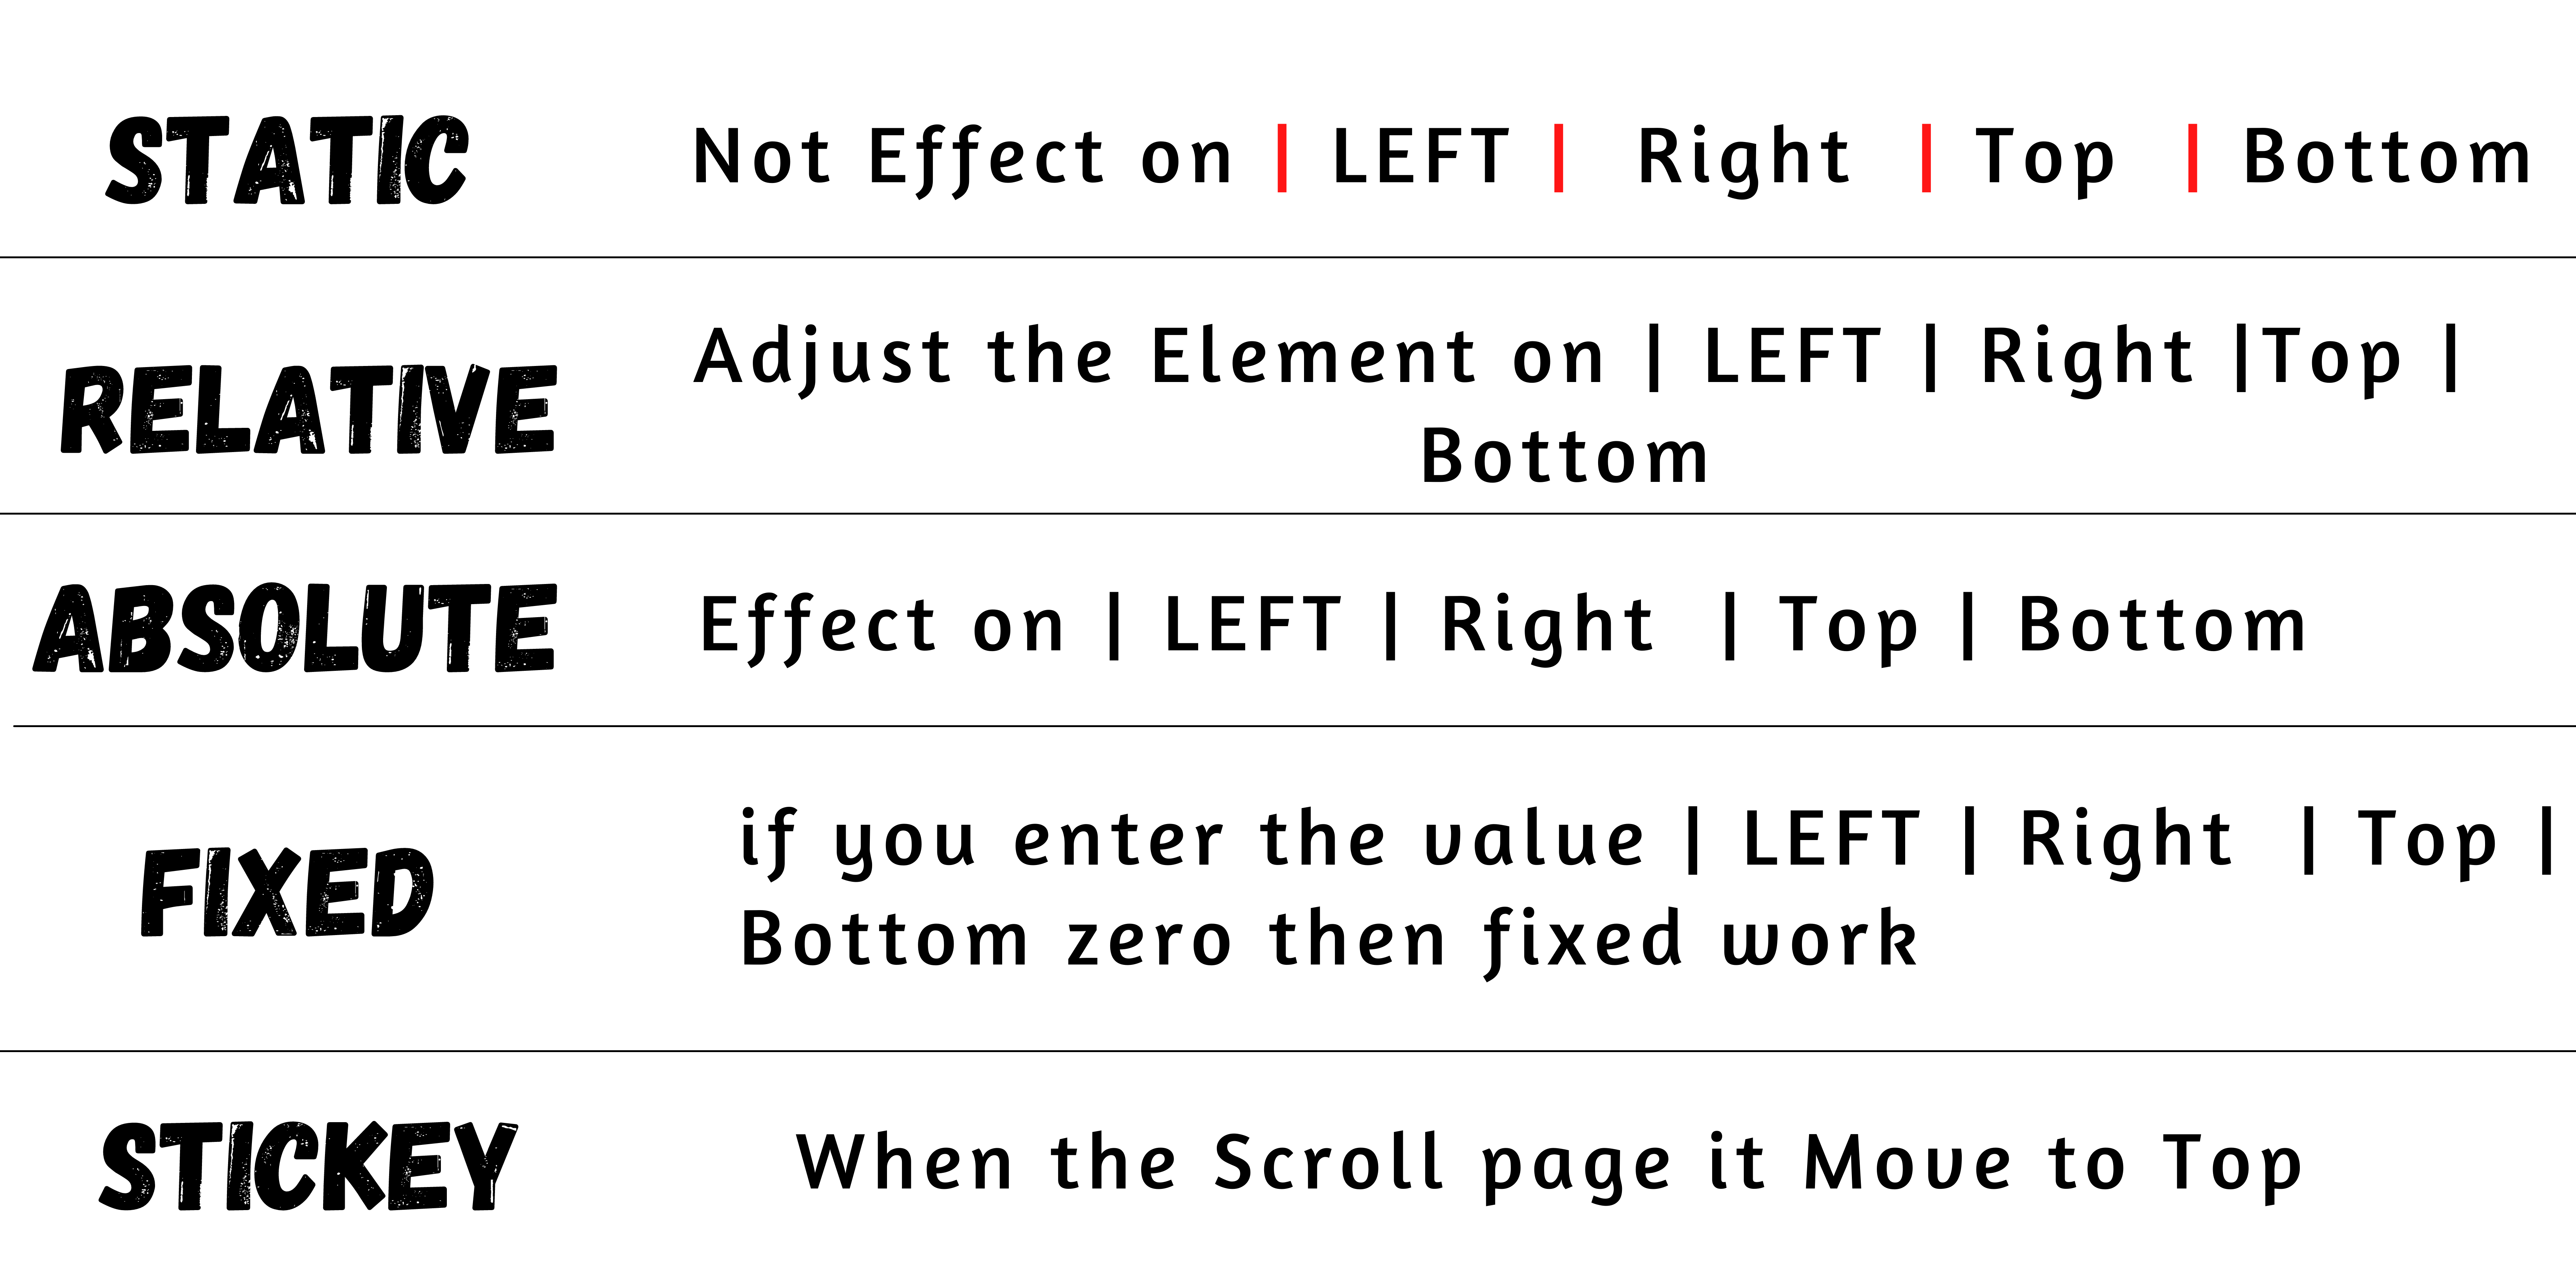 STATIC
Not Effect on | LEFT | Right | Top | Bottom
RELATIVE
Adjust the Element on | LEFT | Right |Top |
Bottom
ABSOLUTE
Effect on | LEFT | Right | Top | Bottom
FIXED
if you enter the value | LEFT | Right | Top |
Bottom zero then fixed work
STICKEY
When the Scroll page it Move to Top